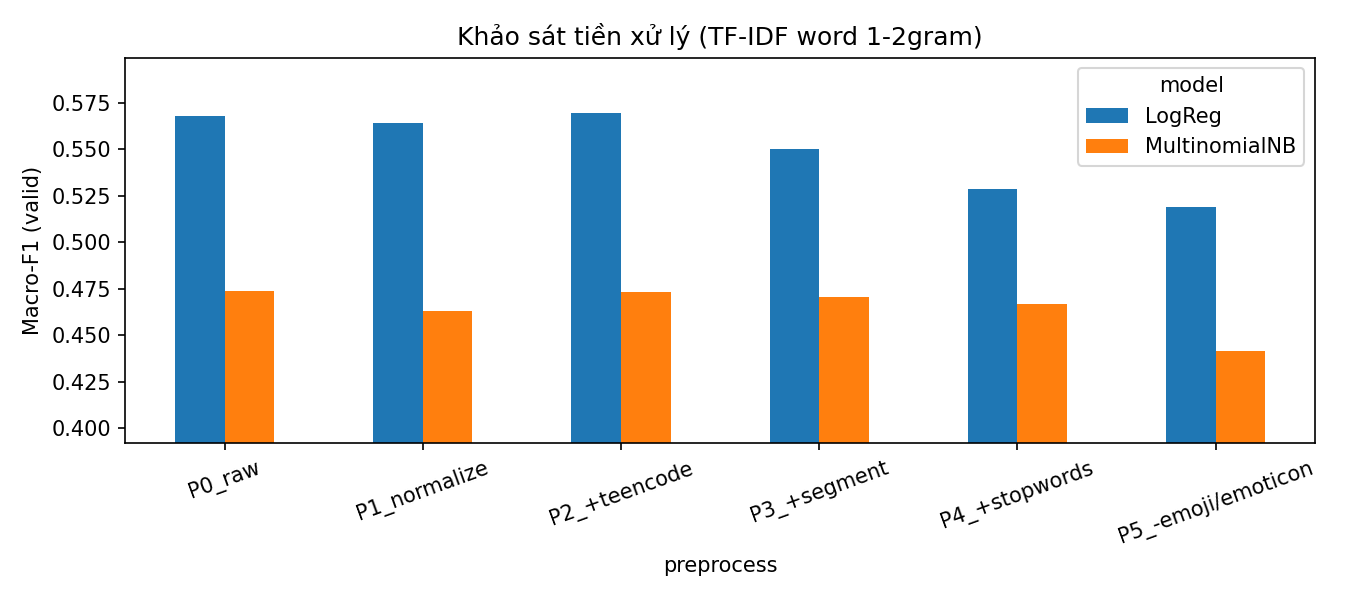 Khảo sát tiền xử lý (TF-IDF word 1-2gram)
model
LogReg
MultinomialNB
Macro-F1 (valid)
0.575
0.550
0.525
0.500
0.475
0.450
0.425
0.400
P0_raw
P1_normalize
P2_+teencode
P3_+segment
P4_+stopwords
P5_-emoji/emoticon
preprocess